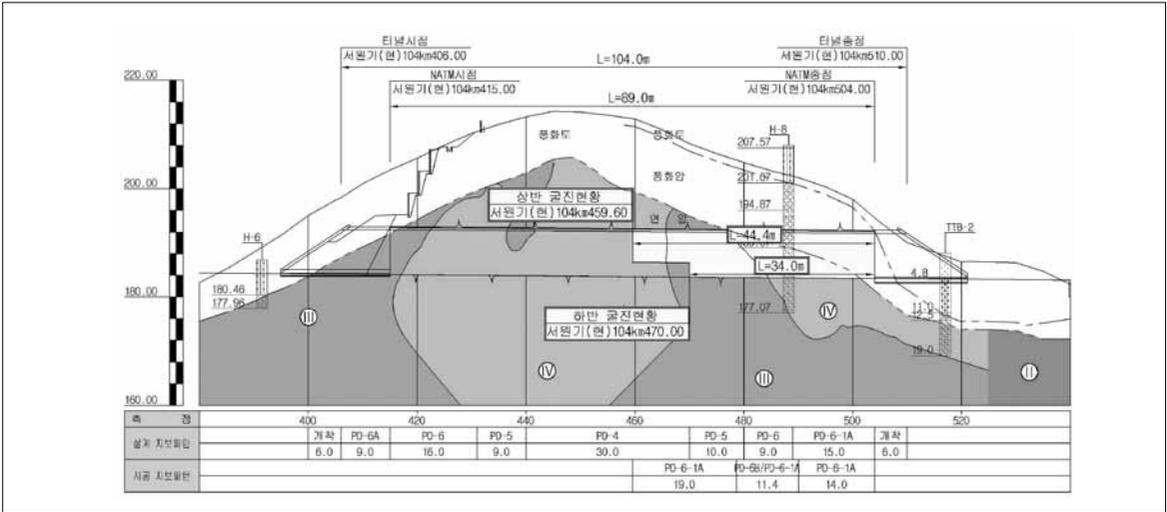 터널시점
서원기(현)104km406.00
터널종점
서원기(현)104km510.00
L=104.0m
NATM시점
서원기(현)104km415.00
NATM종점
서원기(현)104km504.00
L=89.0m
220.00
200.00
180.00
160.00
풍화토
풍화토
풍화암
연 암
H-8
207.57
201.67
194.87
177.07
상반 굴진현황
서원기(현)104km459.60
L=44.4m
L=34.0m
H-6
180.46
177.96
TTB-2
4.8
11.0
12.5
19.0
하반 굴진현황
서원기(현)104km470.00
Ⅲ
Ⅳ
Ⅲ
Ⅳ
Ⅱ
측 점 400 420 440 460 480 500 520
설계 지보패턴 개착 PD-6A PD-6 PD-5 PD-4 PD-5 PD-6 PD-6-1A 개착
6.0 9.0 16.0 9.0 30.0 10.0 9.0 15.0 6.0
시공 지보패턴 PD-6-1A PD-6B/PD-6-1A PD-6-1A
19.0 11.4 14.0